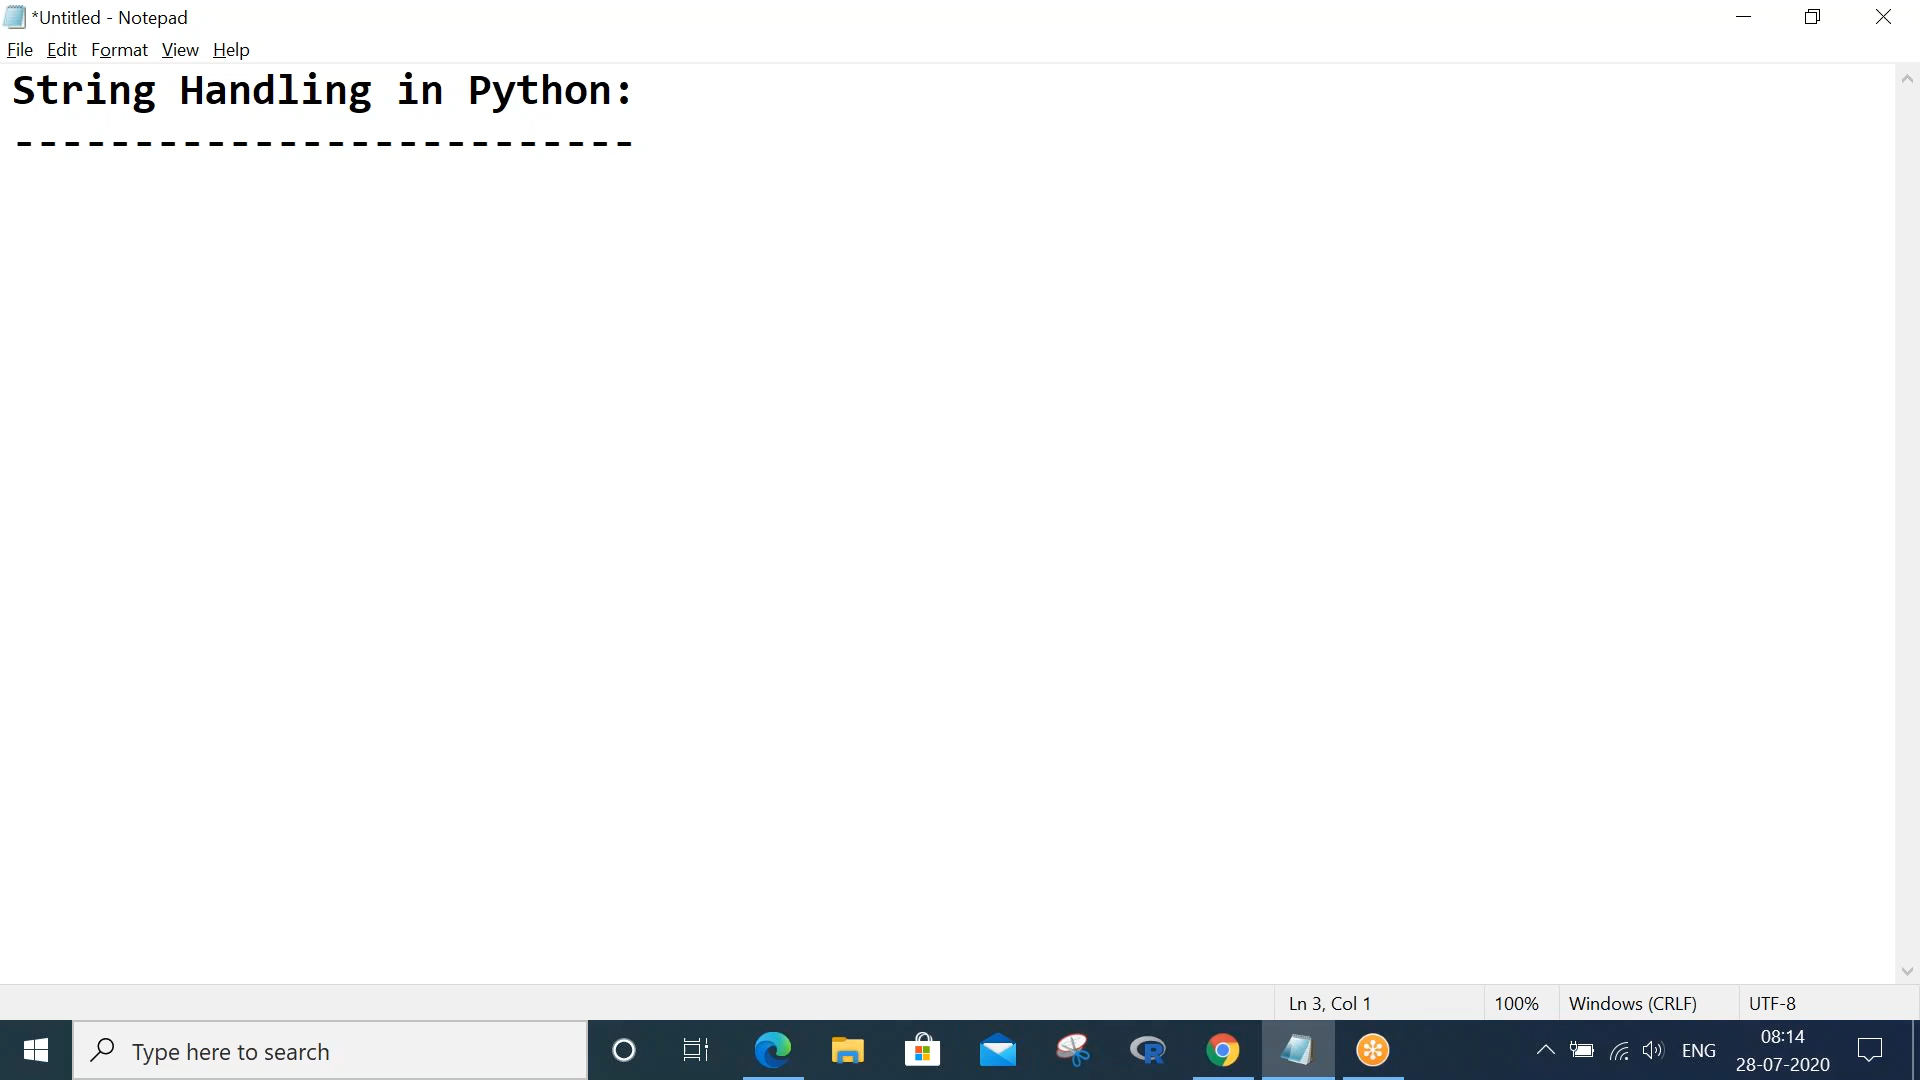 *Untitled - Notepad
File Edit Format View Help
String Handling in Python:
--------------------------
Ln 3, Col 1 100% Windows (CRLF) UTF-8
Type here to search
R
ENG
08:14
28-07-2020